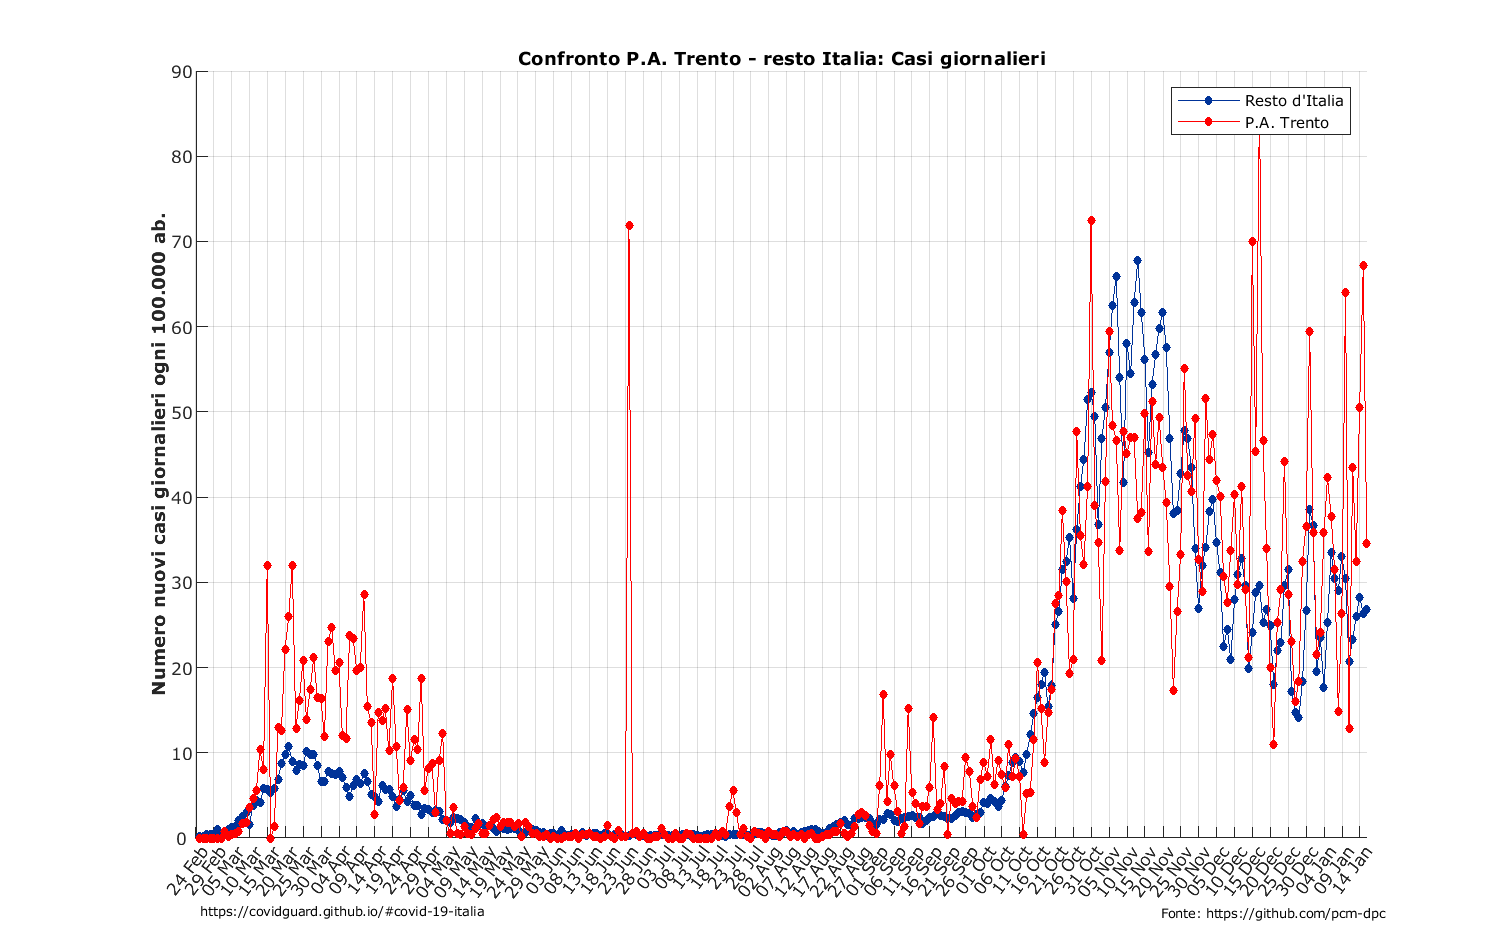 Confronto P.A. Trento - resto Italia: Casi giornalieri
Numero nuovi casi giornalieri ogni 100.000 ab.
90
80
70
60
50
40
30
20
10
0
Resto d'Italia
P.A. Trento
24 Feb
29 Feb
05 Mar
10 Mar
15 Mar
20 Mar
25 Mar
30 Mar
04 Apr
09 Apr
14 Apr
19 Apr
24 Apr
29 Apr
04 May
09 May
14 May
19 May
24 May
29 May
03 Jun
08 Jun
13 Jun
18 Jun
23 Jun
28 Jun
03 Jul
08 Jul
13 Jul
18 Jul
23 Jul
28 Jul
02 Aug
07 Aug
12 Aug
17 Aug
22 Aug
27 Aug
01 Sep
06 Sep
11 Sep
16 Sep
21 Sep
26 Sep
01 Oct
06 Oct
11 Oct
16 Oct
21 Oct
26 Oct
31 Oct
05 Nov
10 Nov
15 Nov
20 Nov
25 Nov
30 Nov
05 Dec
10 Dec
15 Dec
20 Dec
25 Dec
30 Dec
04 Jan
09 Jan
14 Jan
https://covidguard.github.io/#covid-19-italia
Fonte: https://github.com/pcm-dpc